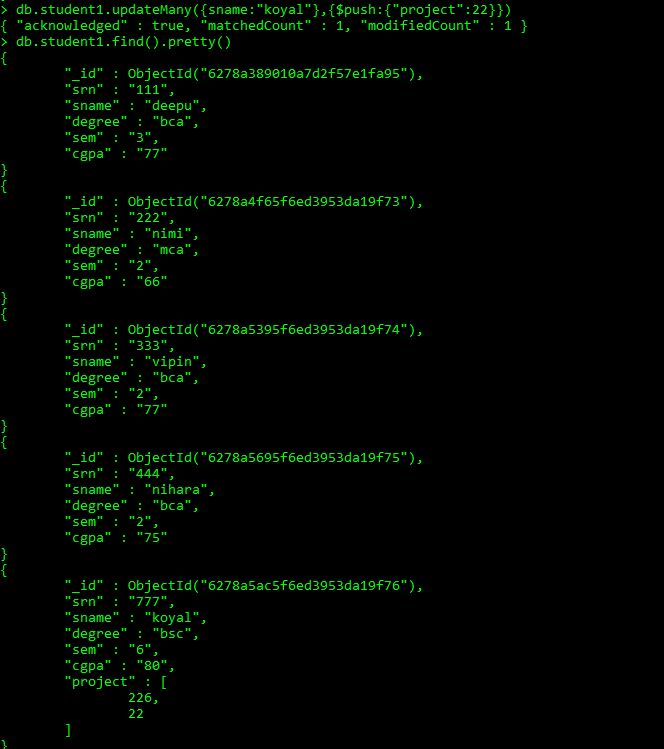 > db.student1.updateMany({sname:"koyal"},{$push:{"project":22}})
{ "acknowledged" : true, "matchedCount" : 1, "modifiedCount" : 1 }
> db.student1.find().pretty()
{
        "_id" : ObjectId("6278a389010a7d2f57e1fa95"),
        "srn" : "111",
        "sname" : "deepu",
        "degree" : "bca",
        "sem" : "3",
        "cgpa" : "77"
}
{
        "_id" : ObjectId("6278a4f65f6ed3953da19f73"),
        "srn" : "222",
        "sname" : "nimi",
        "degree" : "mca",
        "sem" : "2",
        "cgpa" : "66"
}
{
        "_id" : ObjectId("6278a5395f6ed3953da19f74"),
        "srn" : "333",
        "sname" : "vipin",
        "degree" : "bca",
        "sem" : "2",
        "cgpa" : "77"
}
{
        "_id" : ObjectId("6278a5695f6ed3953da19f75"),
        "srn" : "444",
        "sname" : "nihara",
        "degree" : "bca",
        "sem" : "2",
        "cgpa" : "75"
}
{
        "_id" : ObjectId("6278a5ac5f6ed3953da19f76"),
        "srn" : "777",
        "sname" : "koyal",
        "degree" : "bsc",
        "sem" : "6",
        "cgpa" : "80",
        "project" : [
                226,
                22
        ]
}